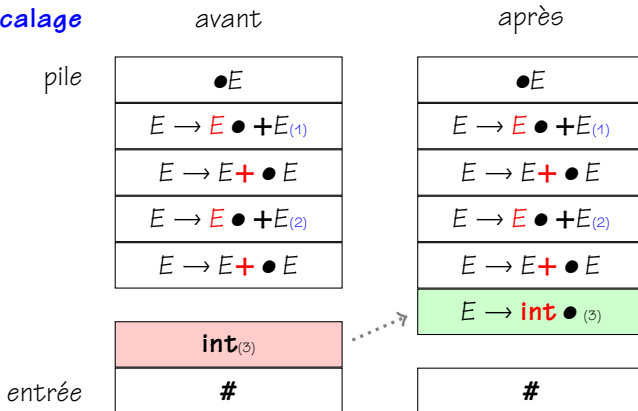 calage avant après
pile ●E ●E
E → E ● +E(1) E → E ● +E(1)
E → E+ ● E E → E+ ● E
E → E ● +E(2) E → E ● +E(2)
E → E+ ● E E → E+ ● E
E → int ● (3)
int(3)
entrée # #